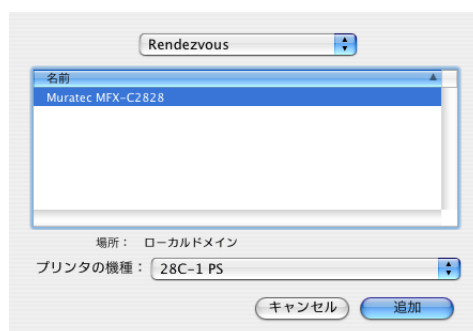 Rendezvous
名前
Muratec MFX-C2828
場所： ローカルドメイン
プリンタの機種： 28C-1 PS
キャンセル 追加